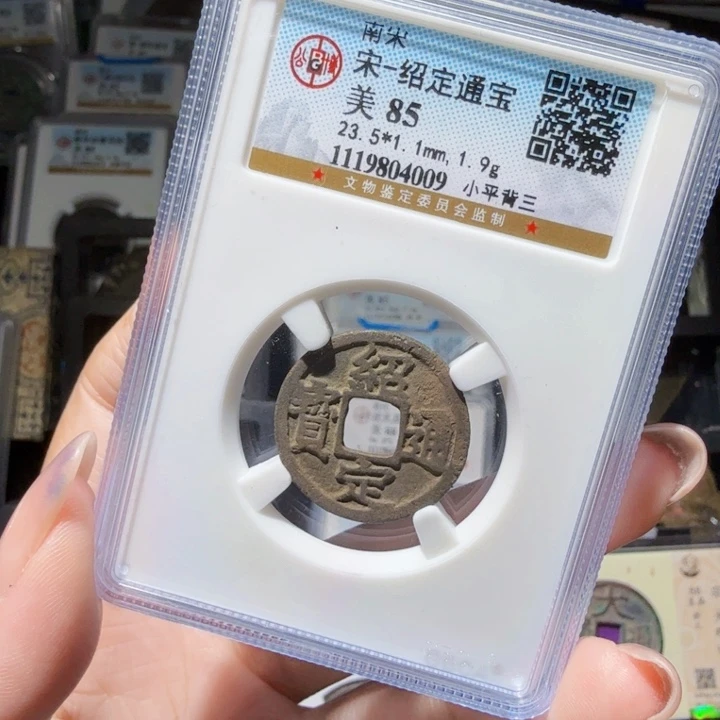 南宋
宋-绍定通宝
美 85
23.5*1.1mm, 1.9g
1119804009 小平背三
★ 文物鉴定委员会监制 ★
紹
寶 通
定
大